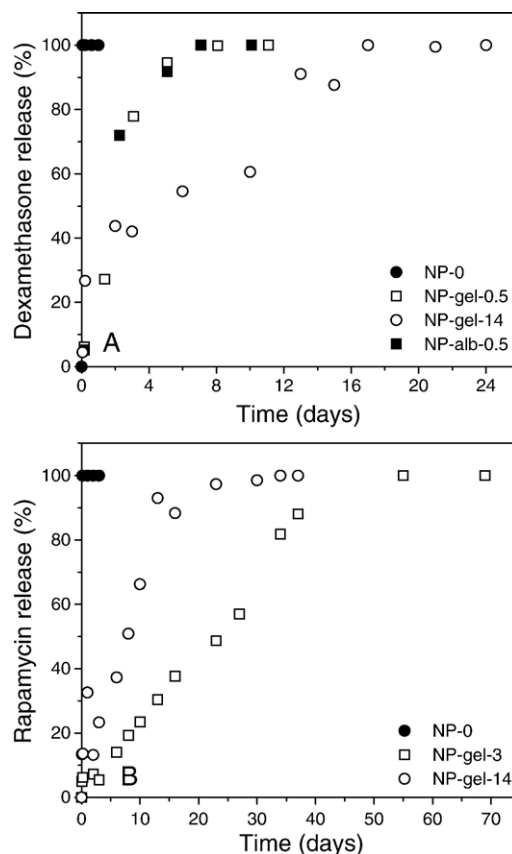 Dexamethasone release (%)
100
80
60
40
20
0
A
NP-0
NP-gel-0.5
NP-gel-14
NP-alb-0.5
0 4 8 12 16 20 24
Time (days)
Rapamycin release (%)
100
80
60
40
20
0
B
NP-0
NP-gel-3
NP-gel-14
0 10 20 30 40 50 60 70
Time (days)